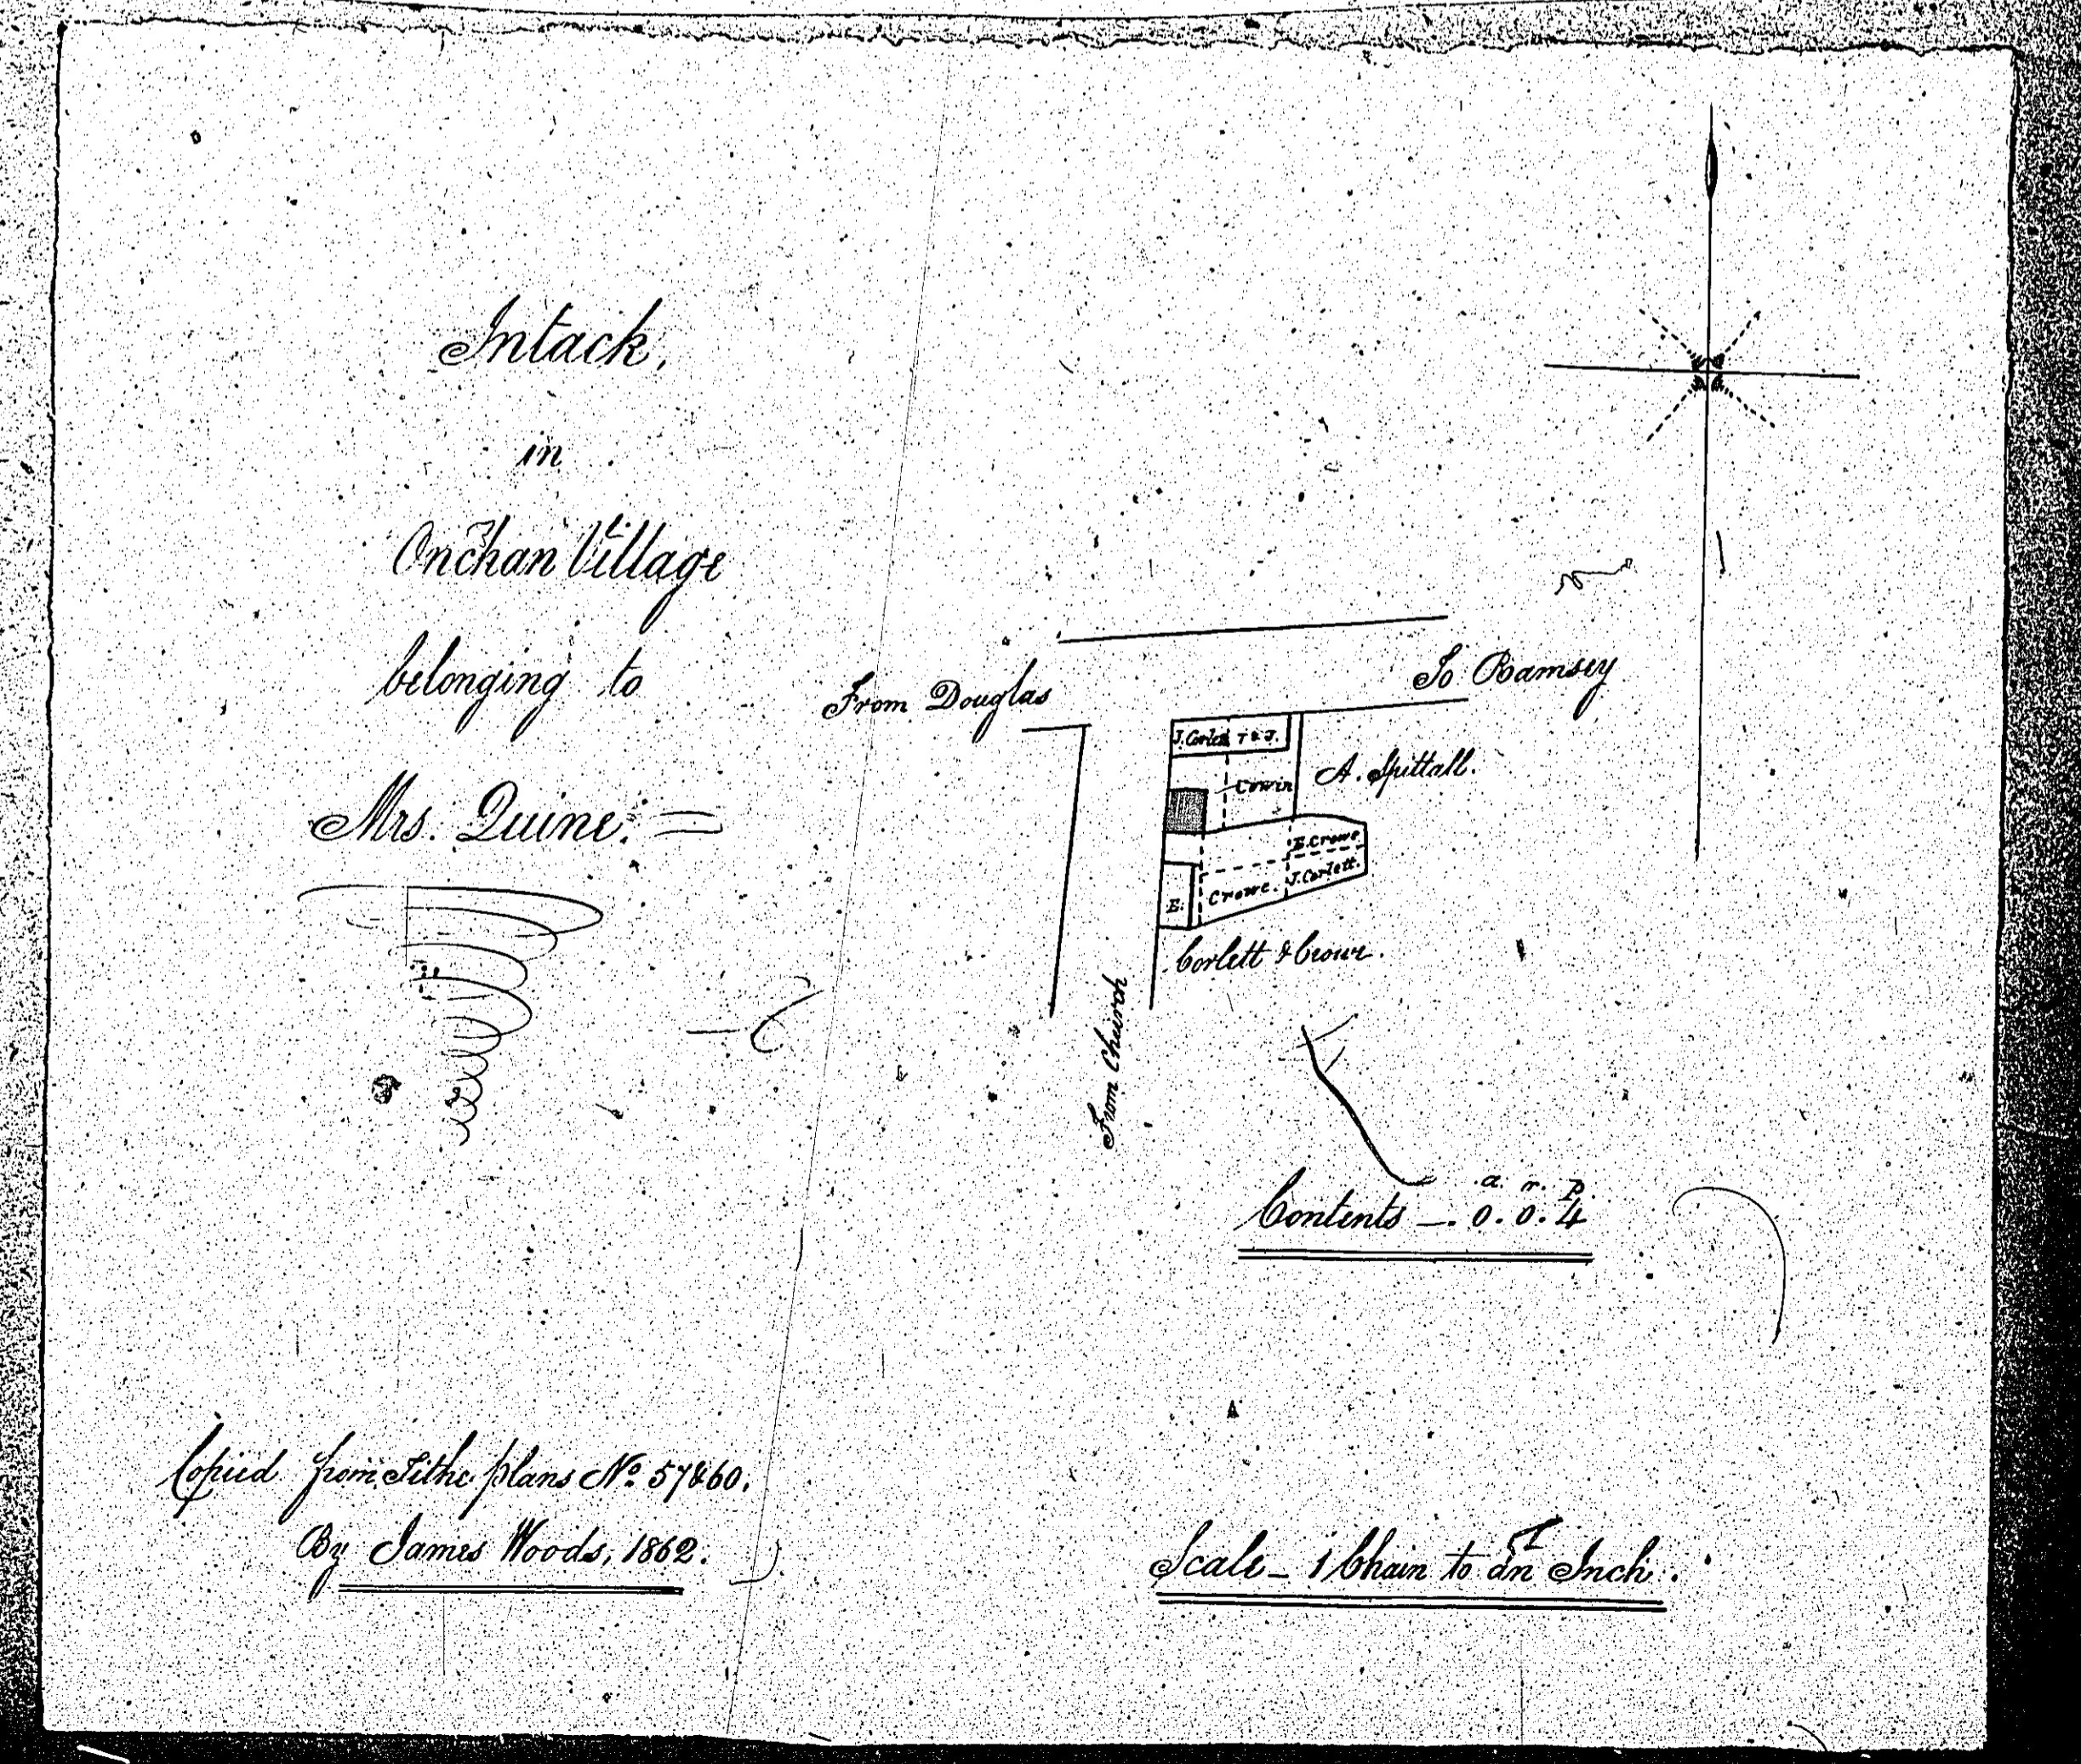 Intack,
in
Onchan Village
belonging to
Mrs. Quine.
From Douglas
To Ramsey
J. Corlett T & J.
Cowin
A. Spittall.
E. Crowe
Crowe. J. Corlett.
E.
Corlett & Crowe.
From Church
a. r. p.
Contents —. 0. 0. 4
Copied from Tithe plans No. 57 & 60.
By James Woods, 1862.
Scale – 1 Chain to an Inch.